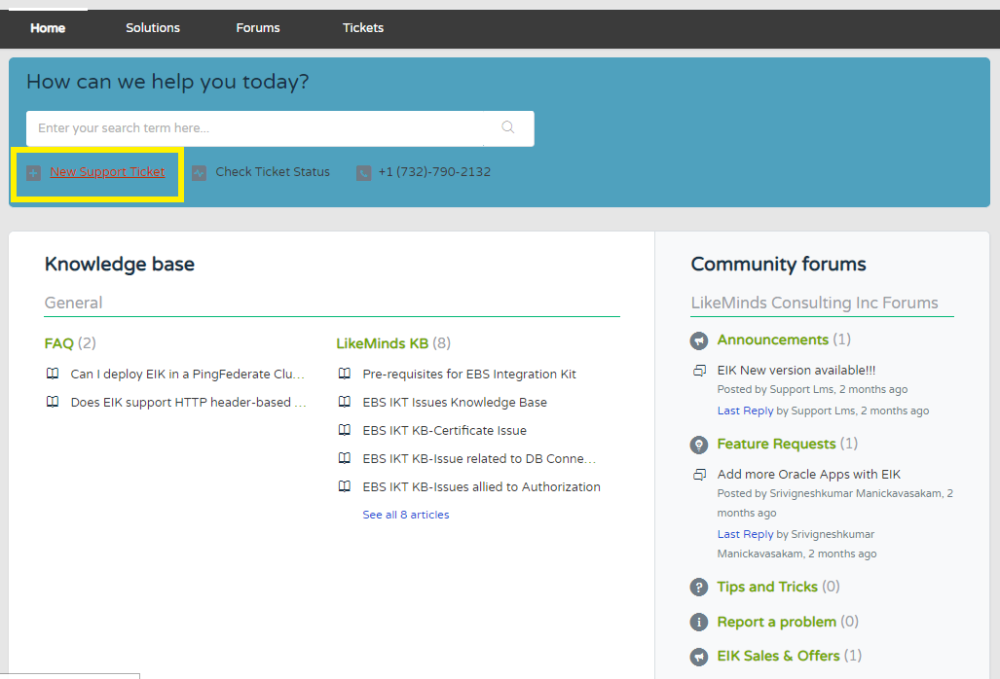 Home Solutions Forums Tickets
How can we help you today?
Enter your search term here...
New Support Ticket Check Ticket Status +1 (732)-790-2132
Knowledge base
General
FAQ (2)
Can I deploy EIK in a PingFederate Clu...
Does EIK support HTTP header-based ...
LikeMinds KB (8)
Pre-requisites for EBS Integration Kit
EBS IKT Issues Knowledge Base
EBS IKT KB-Certificate Issue
EBS IKT KB-Issue related to DB Conne...
EBS IKT KB-Issues allied to Authorization
See all 8 articles
Community forums
LikeMinds Consulting Inc Forums
Announcements (1)
EIK New version available!!!
Posted by Support Lms, 2 months ago
Last Reply by Support Lms, 2 months ago
Feature Requests (1)
Add more Oracle Apps with EIK
Posted by Srivigneshkumar Manickavasakam, 2
months ago
Last Reply by Srivigneshkumar
Manickavasakam, 2 months ago
Tips and Tricks (0)
Report a problem (0)
EIK Sales & Offers (1)